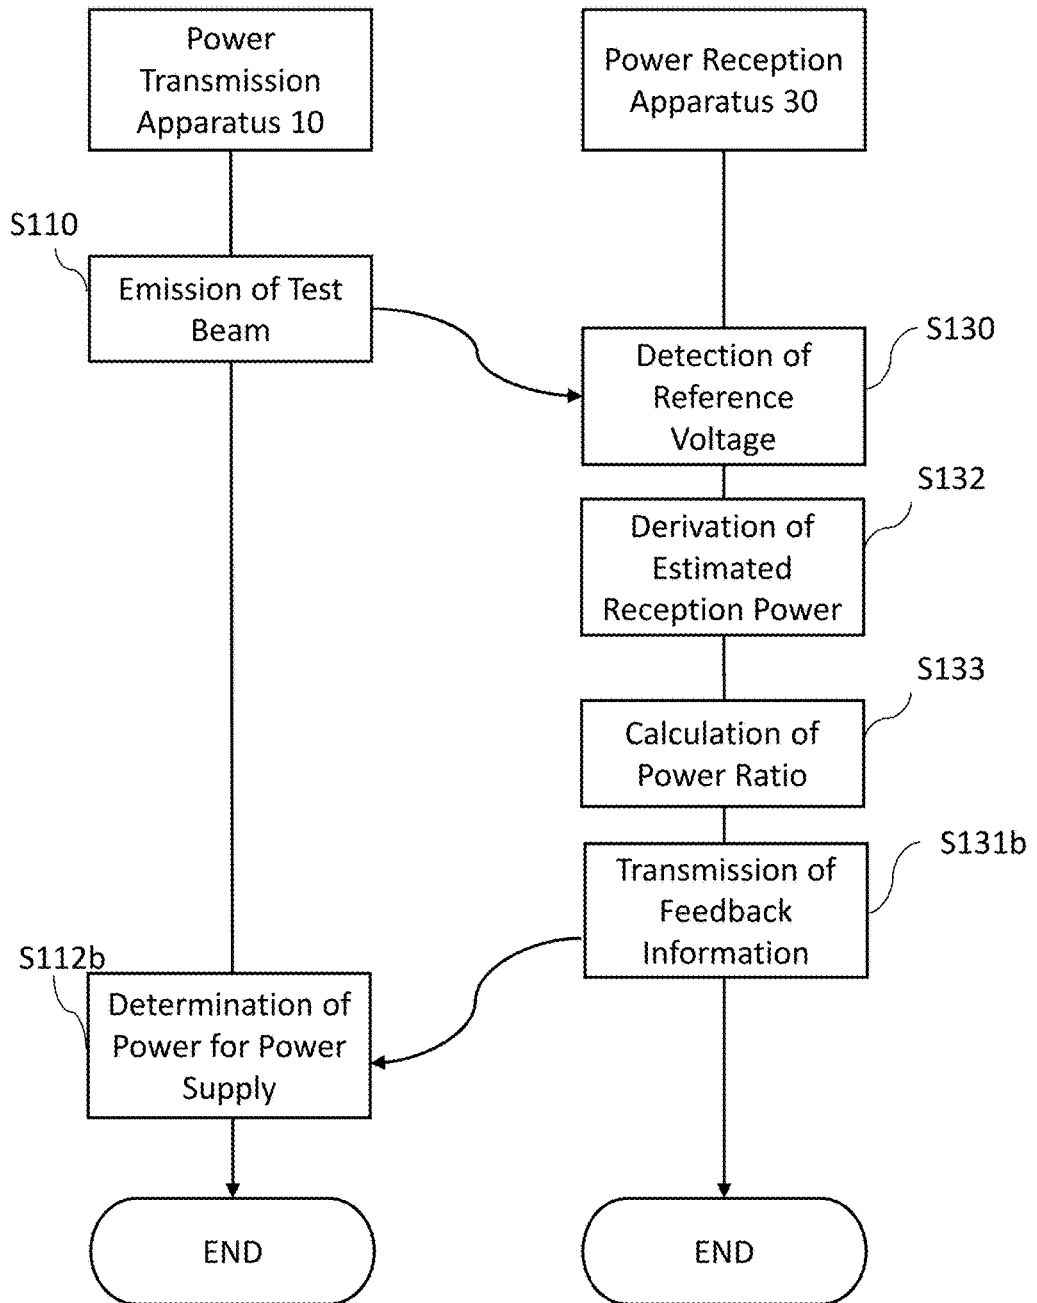 Power
Transmission
Apparatus 10
Power Reception
Apparatus 30
S110
Emission of Test
Beam
S130
Detection of
Reference
Voltage
S132
Derivation of
Estimated
Reception Power
S133
Calculation of
Power Ratio
S131b
Transmission of
Feedback
Information
S112b
Determination of
Power for Power
Supply
END
END